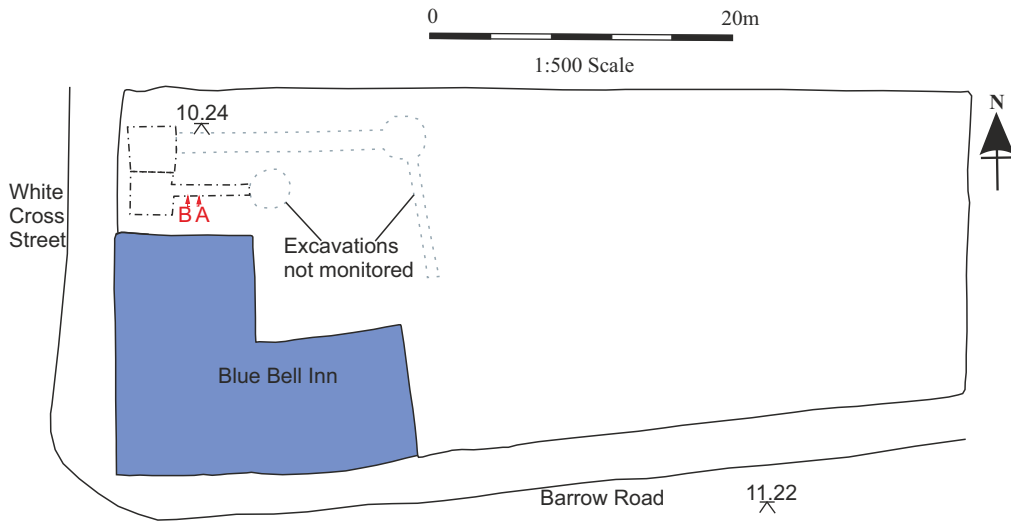 0 20m
1:500 Scale
10.24
N
White
Cross
Street
B A
Excavations
not monitored
Blue Bell Inn
Barrow Road
11.22